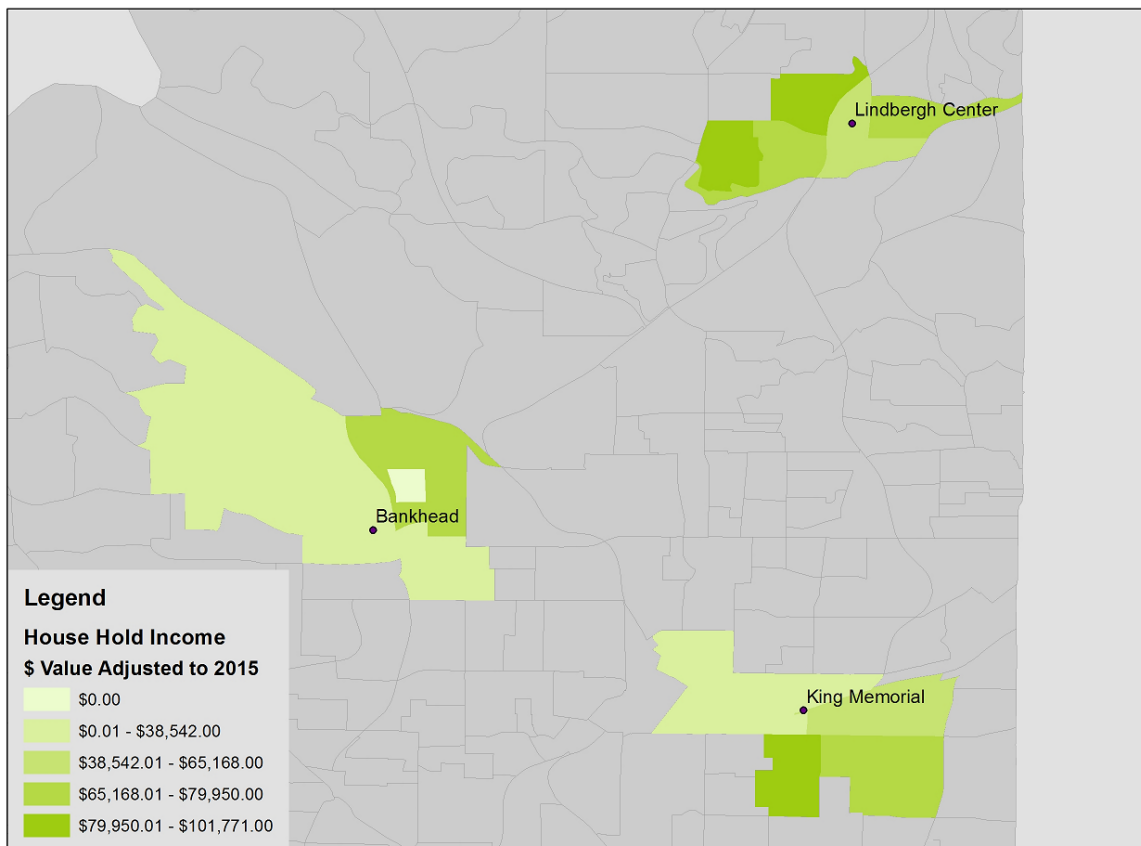 Lindbergh Center
Bankhead
King Memorial
Legend
House Hold Income
$ Value Adjusted to 2015
$0.00
$0.01 - $38,542.00
$38,542.01 - $65,168.00
$65,168.01 - $79,950.00
$79,950.01 - $101,771.00